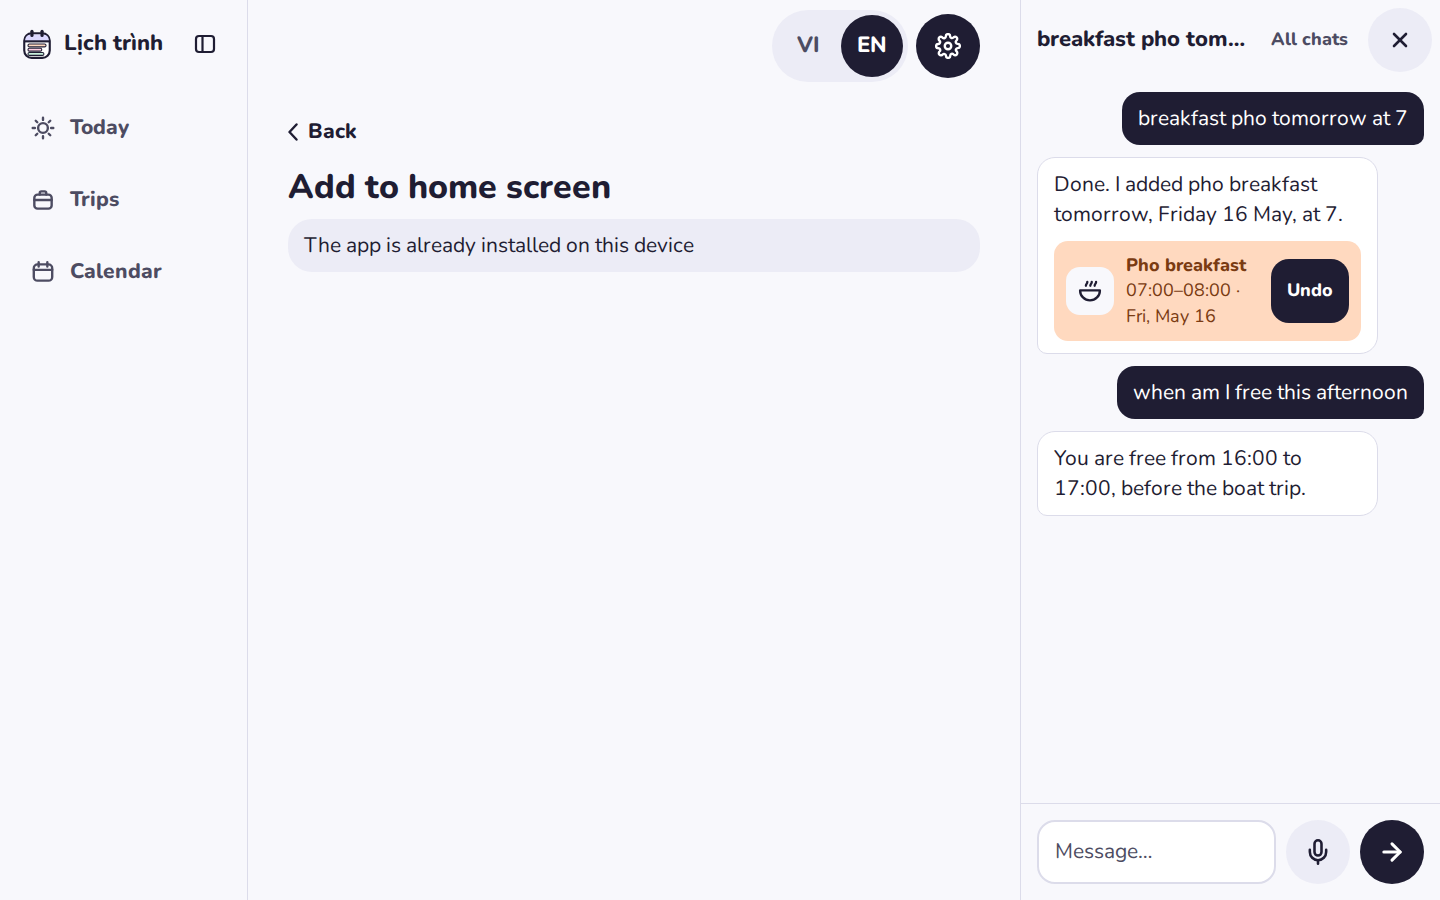 Lịch trình
Today
Trips
Calendar
VI
EN
Back
Add to home screen
The app is already installed on this device
breakfast pho tom...
All chats
breakfast pho tomorrow at 7
Done. I added pho breakfast
tomorrow, Friday 16 May, at 7.
Pho breakfast
07:00–08:00 ·
Fri, May 16
Undo
when am I free this afternoon
You are free from 16:00 to
17:00, before the boat trip.
Message...